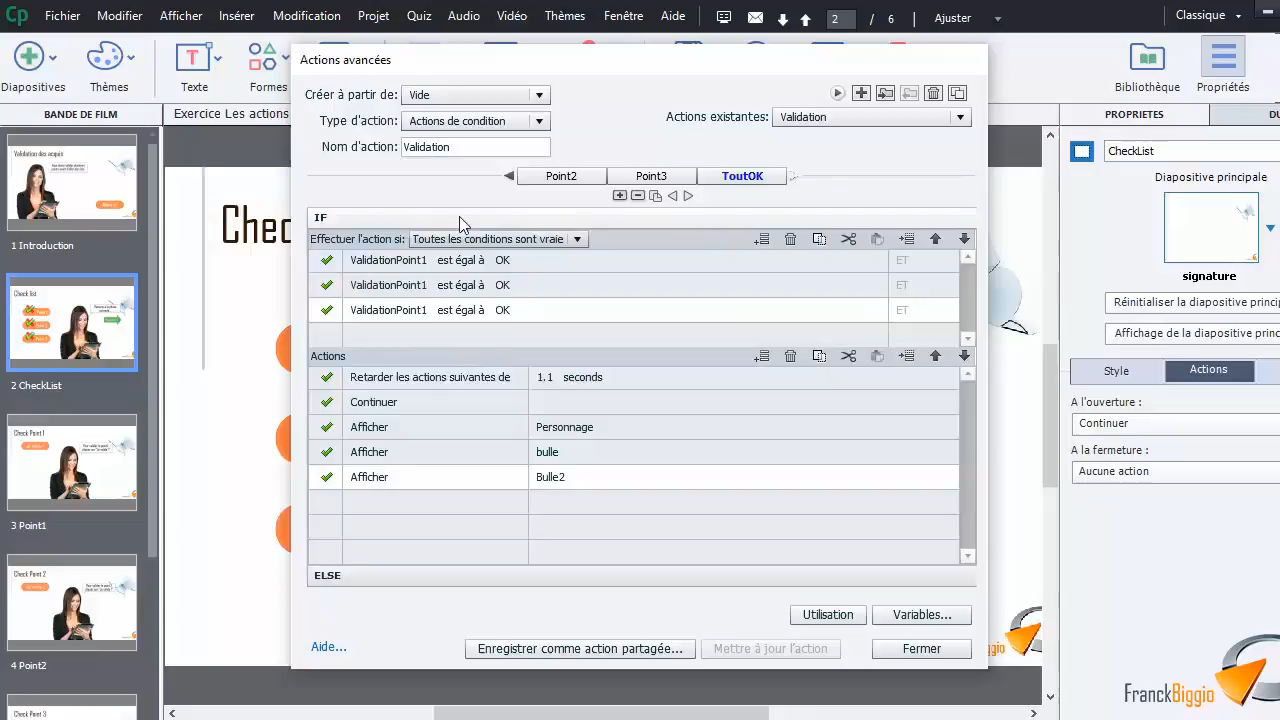 Cp Fichier Modifier Afficher Insérer Modification Projet Quiz Audio Vidéo Thèmes Fenêtre Aide 2 / 6 Ajuster Classique
Diapositives Thèmes Texte Formes Bibliothèque Propriétés
Actions avancées
Créer à partir de: Vide
Type d'action: Actions de condition
Actions existantes: Validation
Nom d'action: Validation
Point2 Point3 ToutOK
IF
Effectuer l'action si: Toutes les conditions sont vraie
ValidationPoint1 est égal à OK ET
ValidationPoint1 est égal à OK ET
ValidationPoint1 est égal à OK ET
Actions
Retarder les actions suivantes de 1.1 seconds
Continuer
Afficher Personnage
Afficher bulle
Afficher Bulle2
ELSE
Utilisation Variables...
Aide... Enregistrer comme action partagée... Mettre à jour l'action Fermer
BANDE DE FILM
Exercice Les actions
Validation des acquis
1 Introduction
Check list
2 CheckList
Check Point 1
3 Point1
Check Point 2
4 Point2
Check Point 3
Chec
PROPRIETES DU
CheckList
Diapositive principale
signature
Réinitialiser la diapositive princip
Affichage de la diapositive princip
Style Actions
A l'ouverture :
Continuer
A la fermeture :
Aucune action
iggio
FranckBiggio